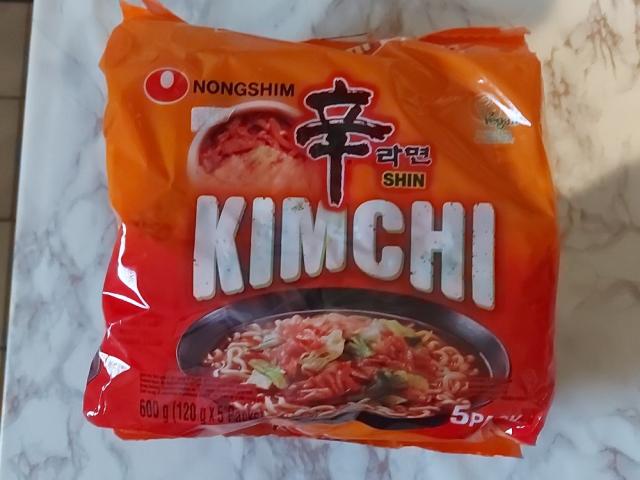 NONGSHIM
辛
라면
SHIN
KIMCHI
600 g (120 g X 5 Packs)
5PACK